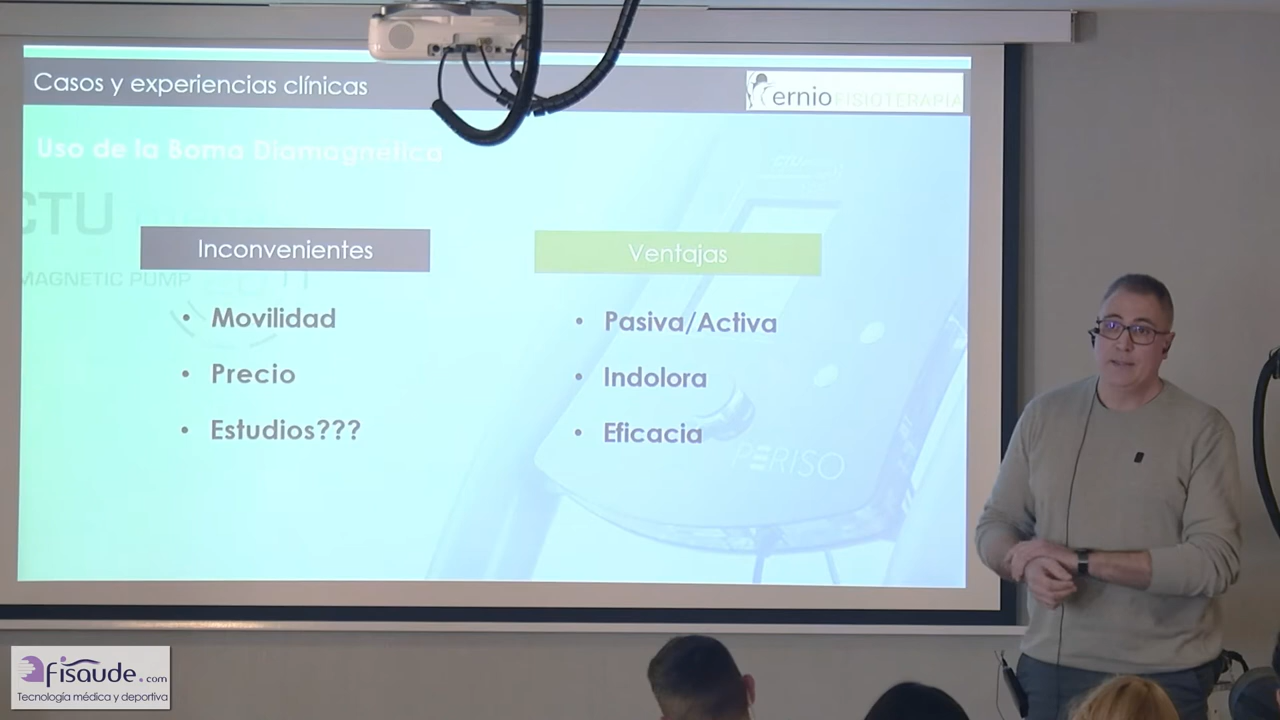 Casos y experiencias clínicas
ernio FISIOTERAPIA
Uso de la Boma Diamagnética
CTU
MAGNETIC PUMP
Inconvenientes
Ventajas
• Movilidad
• Pasiva/Activa
• Precio
• Indolora
• Estudios???
• Eficacia
PERISO
fisaude.com
Tecnología médica y deportiva